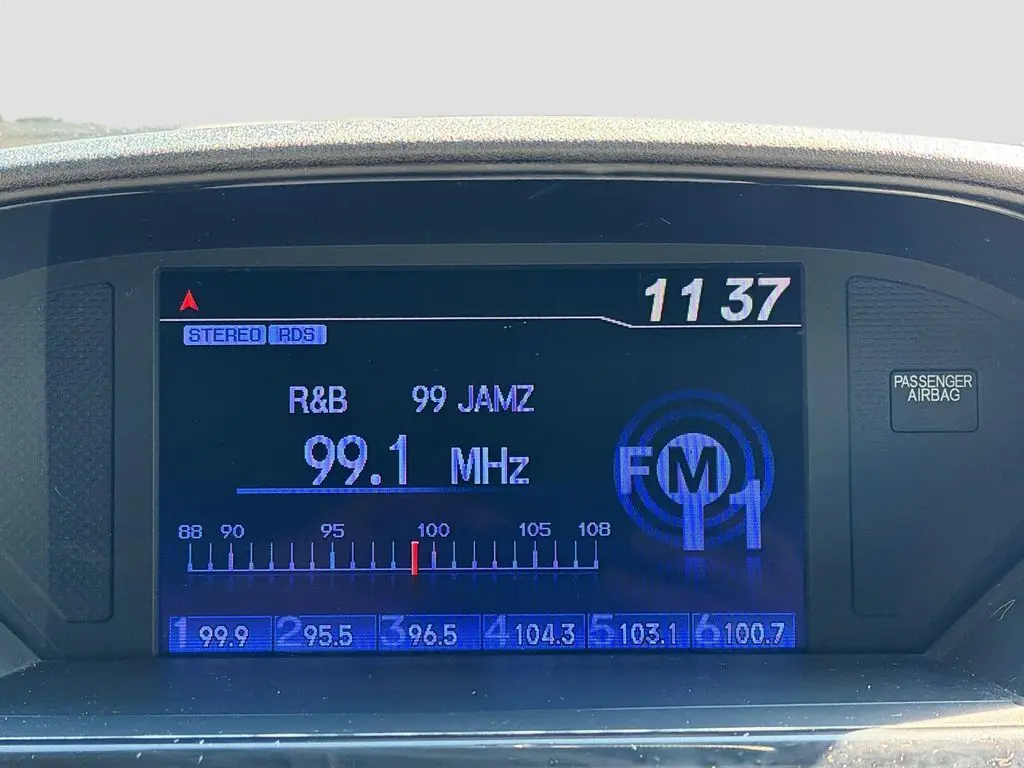 11 37
STEREO RDS
R&B 99 JAMZ
99.1 MHz
FM 1
88 90 95 100 105 108
1 99.9 2 95.5 3 96.5 4 104.3 5 103.1 6 100.7
PASSENGER
AIRBAG